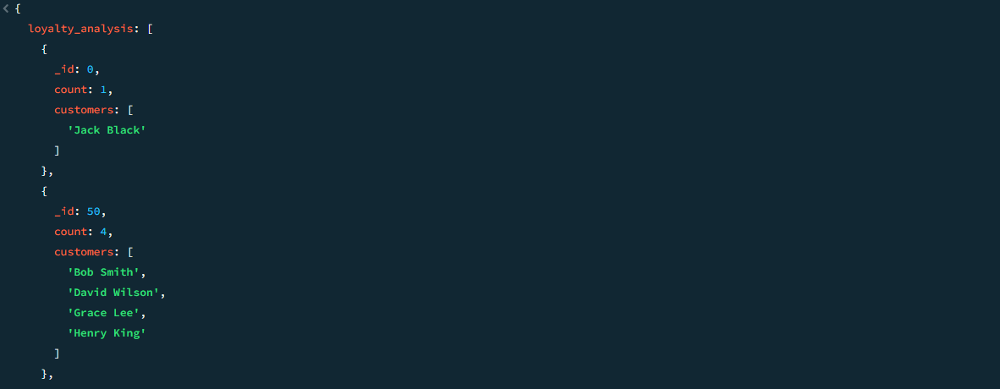 {
loyalty_analysis: [
{
_id: 0,
count: 1,
customers: [
'Jack Black'
]
},
{
_id: 50,
count: 4,
customers: [
'Bob Smith',
'David Wilson',
'Grace Lee',
'Henry King'
]
},